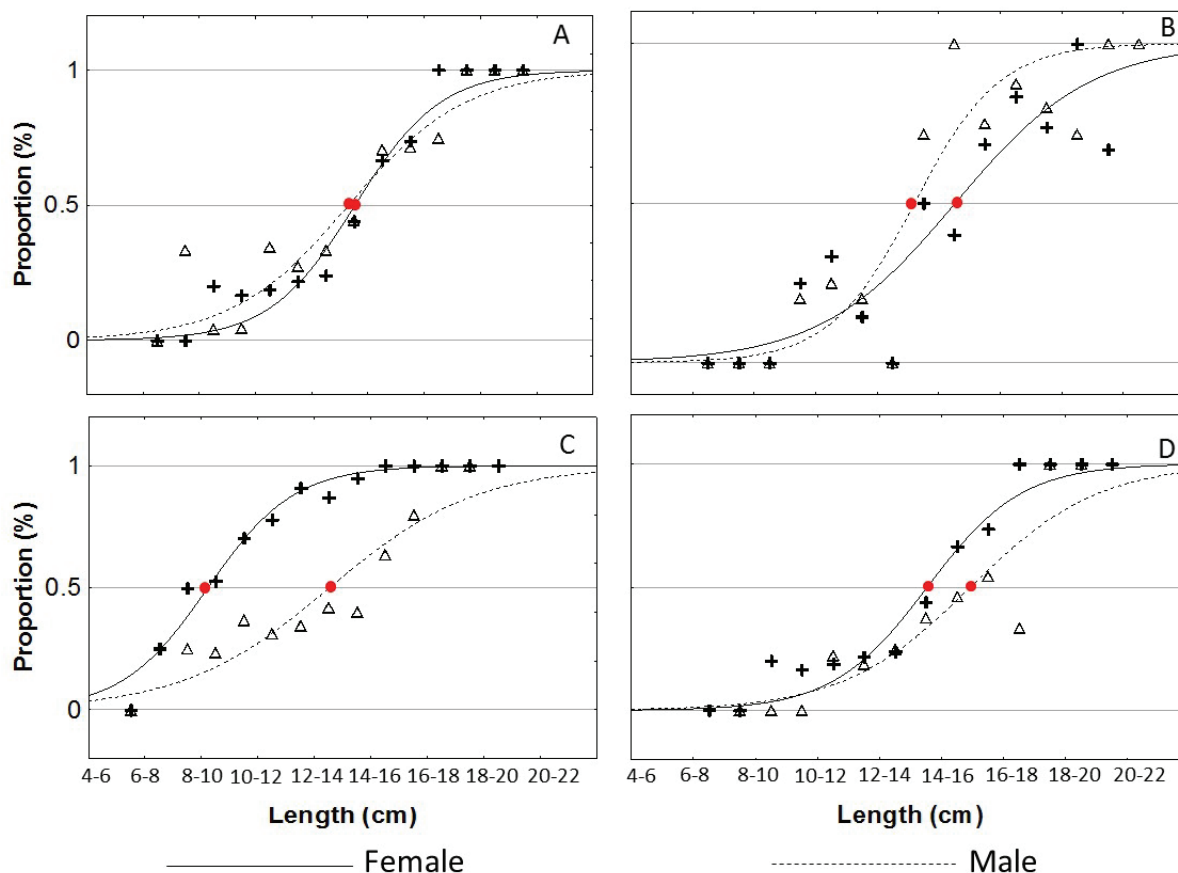 A
B
1
0.5
0
Proportion (%)
C
D
1
0.5
0
Proportion (%)
4-6 6-8 8-10 10-12 12-14 14-16 16-18 18-20 20-22
4-6 6-8 8-10 10-12 12-14 14-16 16-18 18-20 20-22
Length (cm)
Length (cm)
Female
Male